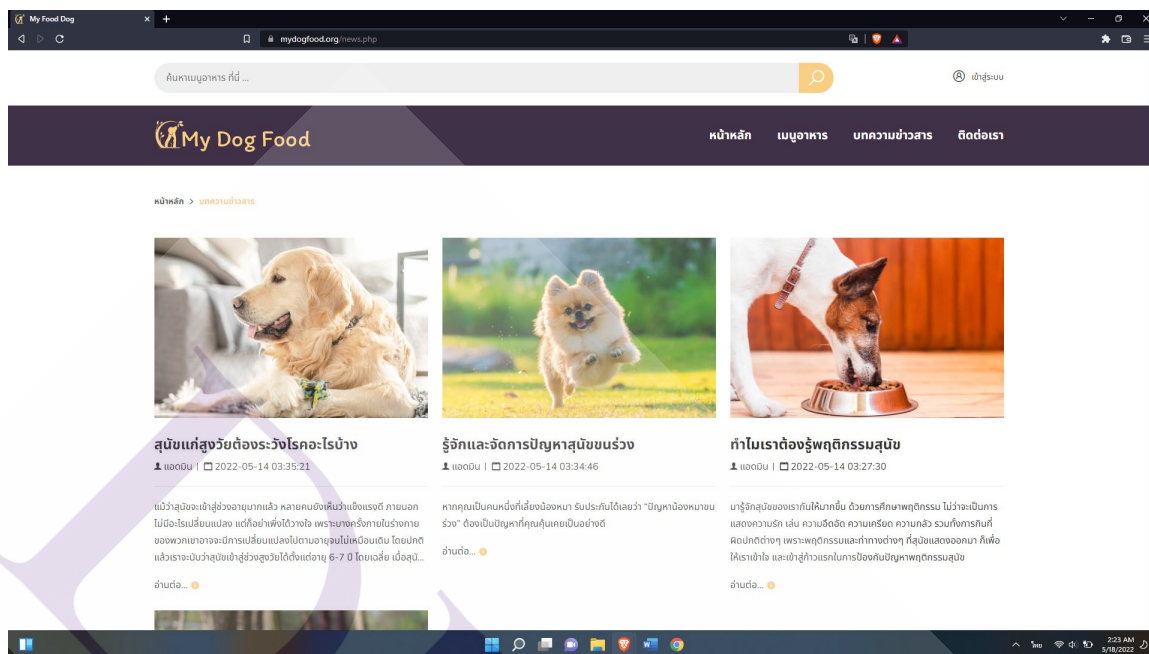 My Food Dog
mydogfood.org/news.php
ค้นหาเมนูอาหาร ที่นี่ ...
เข้าสู่ระบบ
My Dog Food
หน้าหลัก เมนูอาหาร บทความข่าวสาร ติดต่อเรา
หน้าหลัก > บทความข่าวสาร
สุนัขแก่สูงวัยต้องระวังโรคอะไรบ้าง
แอดมิน | 2022-05-14 03:35:21
แม้ว่าสุนัขจะเข้าสู่ช่วงอายุมากแล้ว หลายคนยังเห็นว่าแข็งแรงดี ภายนอก
ไม่มีอะไรเปลี่ยนแปลง แต่ก็อย่าเพิ่งได้วางใจ เพราะบางครั้งภายในร่างกาย
ของพวกเขาอาจจะมีการเปลี่ยนแปลงไปตามอายุจนไม่เหมือนเดิม โดยปกติ
แล้วเราจะนับว่าสุนัขเข้าสู่ช่วงสูงวัยได้ตั้งแต่อายุ 6-7 ปี โดยเฉลี่ย เมื่อสุนั...
อ่านต่อ...
รู้จักและจัดการปัญหาสุนัขขนร่วง
แอดมิน | 2022-05-14 03:34:46
หากคุณเป็นคนหนึ่งที่เลี้ยงน้องหมา รับประกันได้เลยว่า “ปัญหาน้องหมาขน
ร่วง” ต้องเป็นปัญหาที่คุณคุ้นเคยเป็นอย่างดี
อ่านต่อ...
ทำไมเราต้องรู้พฤติกรรมสุนัข
แอดมิน | 2022-05-14 03:27:30
มารู้จักสุนัขของเรากันให้มากขึ้น ด้วยการศึกษาพฤติกรรม ไม่ว่าจะเป็นการ
แสดงความรัก เล่น ความอึดอัด ความเครียด ความกลัว รวมทั้งการกินที่
ผิดปกติต่างๆ เพราะพฤติกรรมและท่าทางต่างๆ ที่สุนัขแสดงออกมา ก็เพื่อ
ให้เราเข้าใจ และเข้าสู่ก้าวแรกในการป้องกันปัญหาพฤติกรรมสุนัข
อ่านต่อ...
ไทย
2:23 AM
5/18/2022